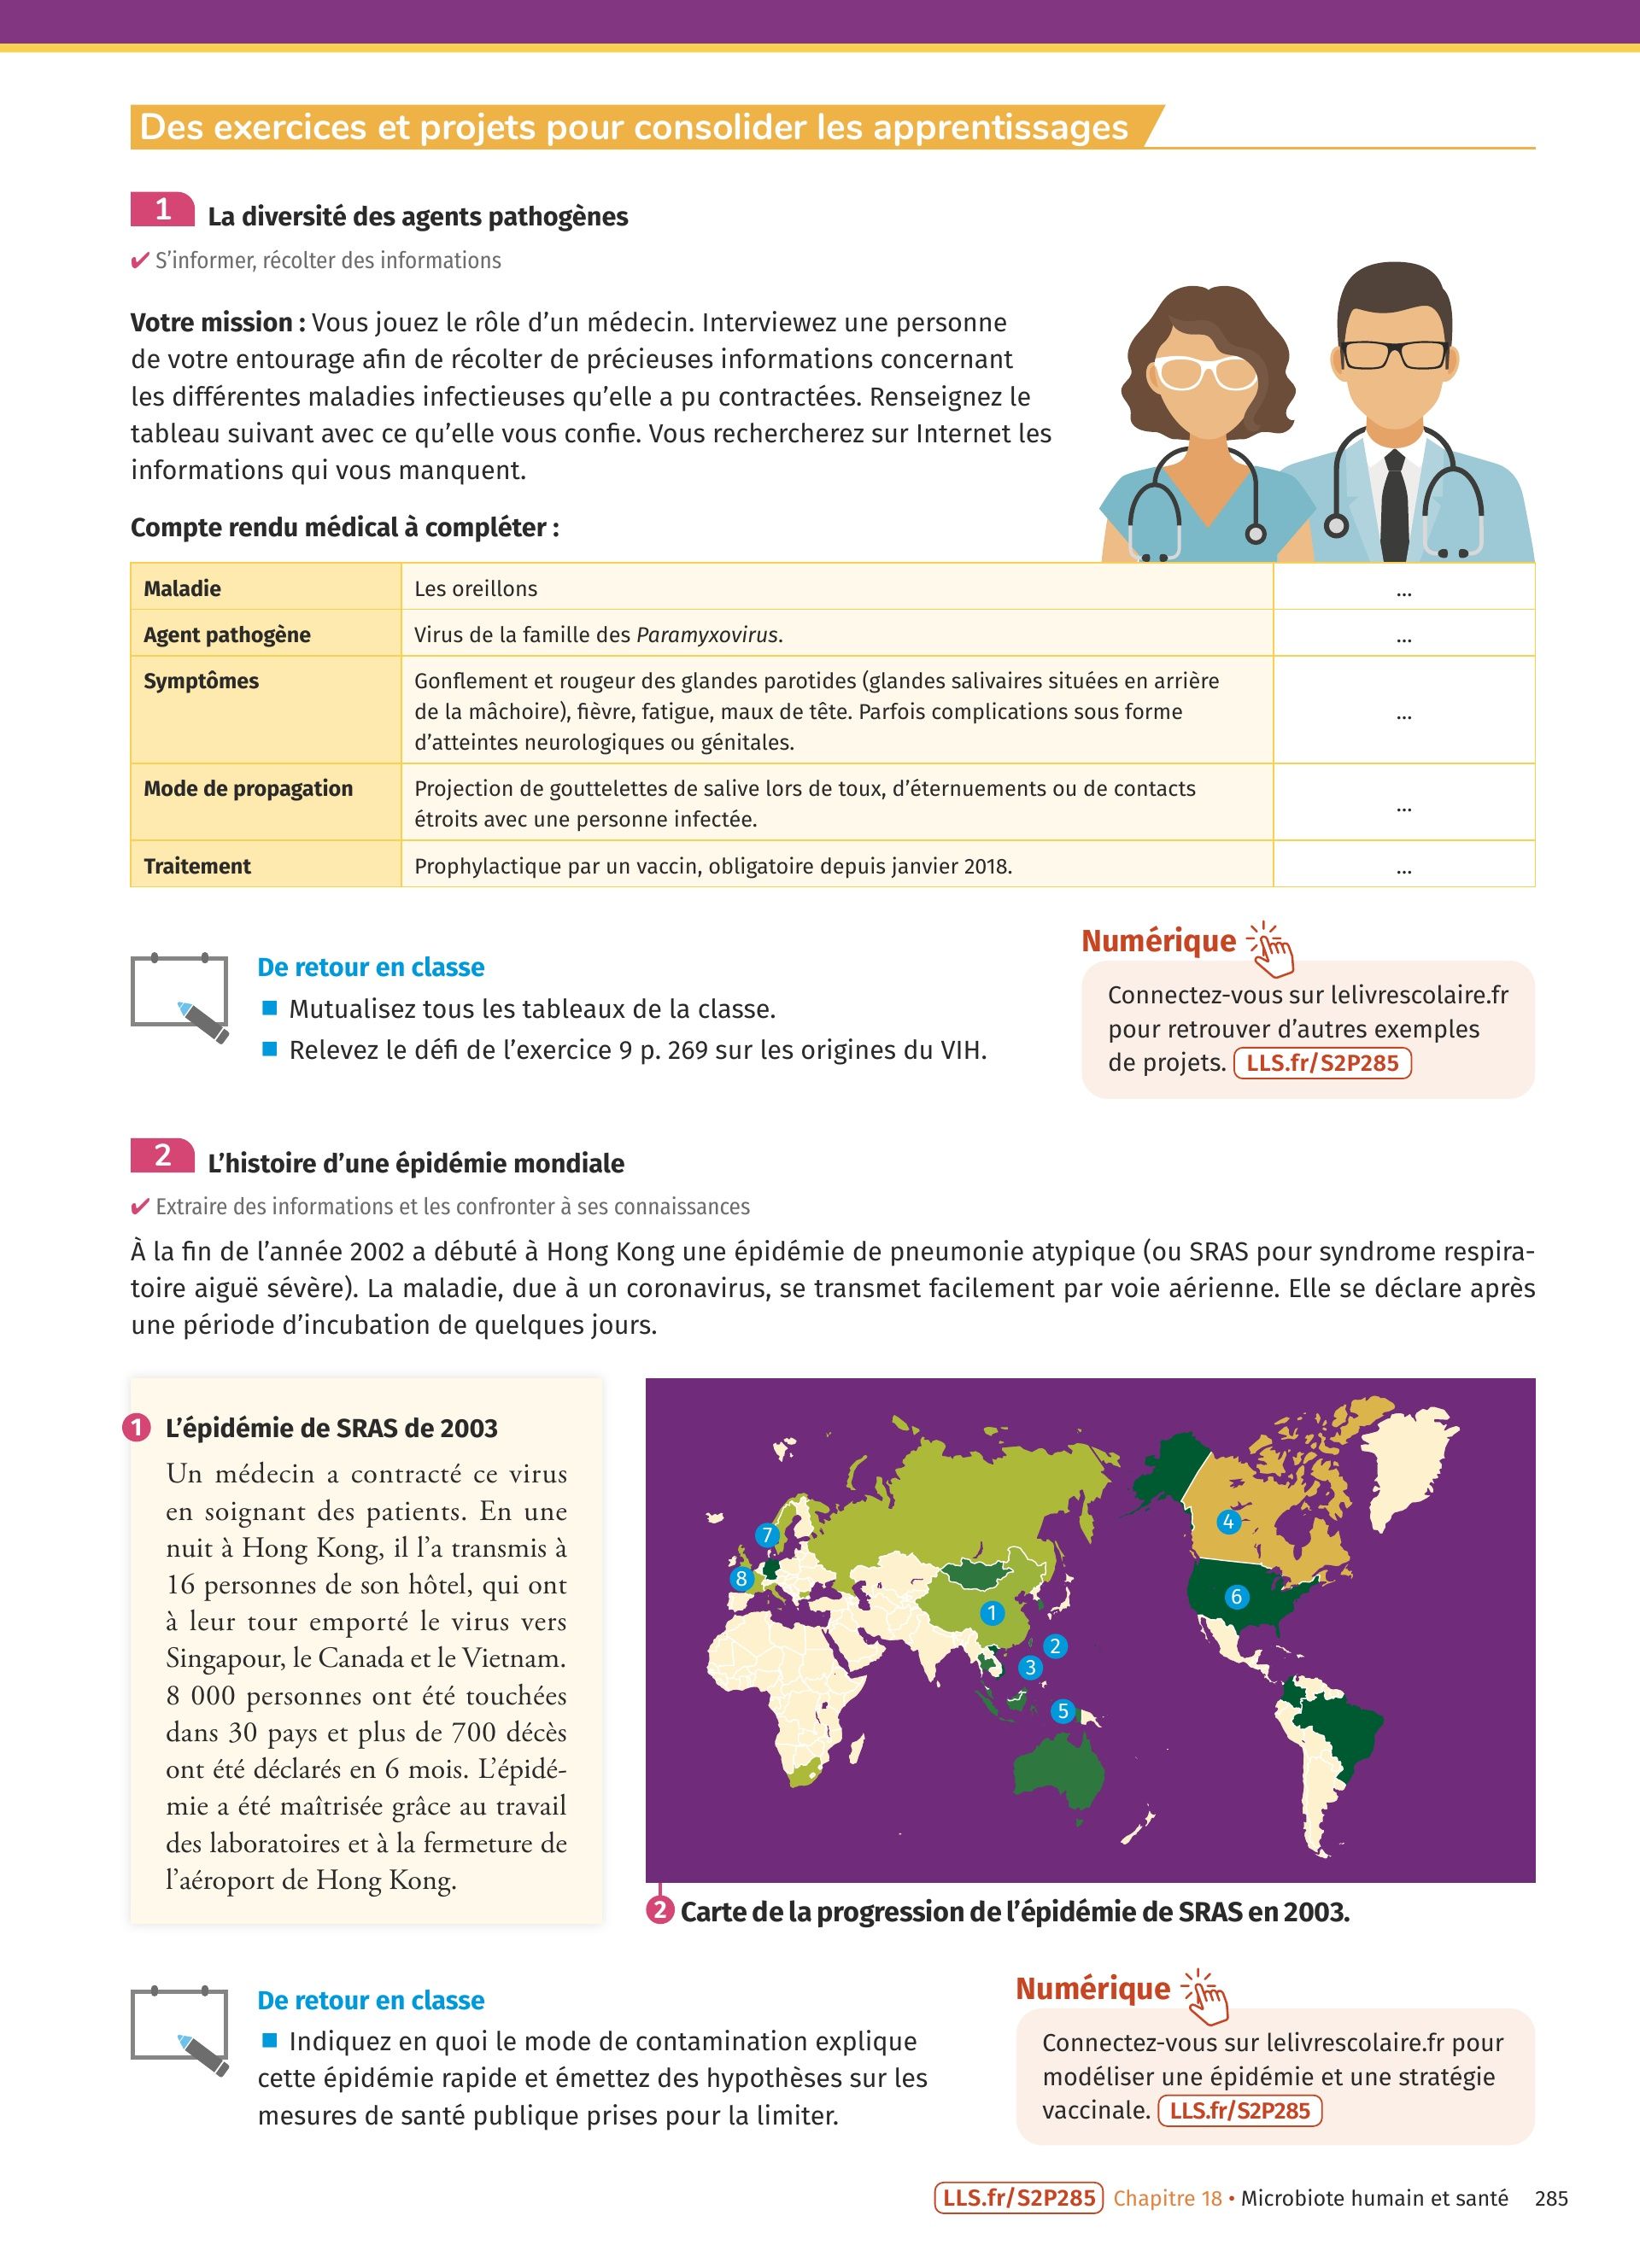 Des exercices et projets pour consolider les apprentissages
1 La diversité des agents pathogènes
✔ S'informer, récolter des informations
Votre mission : Vous jouez le rôle d'un médecin. Interviewez une personne
de votre entourage afin de récolter de précieuses informations concernant
les différentes maladies infectieuses qu'elle a pu contractées. Renseignez le
tableau suivant avec ce qu'elle vous confie. Vous rechercherez sur Internet les
informations qui vous manquent.
Compte rendu médical à compléter :
Maladie Les oreillons ...
Agent pathogène Virus de la famille des Paramyxovirus. ...
Symptômes Gonflement et rougeur des glandes parotides (glandes salivaires situées en arrière
de la mâchoire), fièvre, fatigue, maux de tête. Parfois complications sous forme ...
d'atteintes neurologiques ou génitales.
Mode de propagation Projection de gouttelettes de salive lors de toux, d'éternuements ou de contacts
étroits avec une personne infectée. ...
Traitement Prophylactique par un vaccin, obligatoire depuis janvier 2018. ...
De retour en classe
■ Mutualisez tous les tableaux de la classe.
■ Relevez le défi de l'exercice 9 p. 269 sur les origines du VIH.
Numérique
Connectez-vous sur lelivrescolaire.fr
pour retrouver d'autres exemples
de projets. LLS.fr/S2P285
2 L'histoire d'une épidémie mondiale
✔ Extraire des informations et les confronter à ses connaissances
À la fin de l'année 2002 a débuté à Hong Kong une épidémie de pneumonie atypique (ou SRAS pour syndrome respira-
toire aiguë sévère). La maladie, due à un coronavirus, se transmet facilement par voie aérienne. Elle se déclare après
une période d'incubation de quelques jours.
1 L'épidémie de SRAS de 2003
Un médecin a contracté ce virus
en soignant des patients. En une
nuit à Hong Kong, il l'a transmis à
16 personnes de son hôtel, qui ont
à leur tour emporté le virus vers
Singapour, le Canada et le Vietnam.
8 000 personnes ont été touchées
dans 30 pays et plus de 700 décès
ont été déclarés en 6 mois. L'épidé-
mie a été maîtrisée grâce au travail
des laboratoires et à la fermeture de
l'aéroport de Hong Kong.
4
7
8
6
1
2
3
5
2 Carte de la progression de l'épidémie de SRAS en 2003.
De retour en classe
■ Indiquez en quoi le mode de contamination explique
cette épidémie rapide et émettez des hypothèses sur les
mesures de santé publique prises pour la limiter.
Numérique
Connectez-vous sur lelivrescolaire.fr pour
modéliser une épidémie et une stratégie
vaccinale. LLS.fr/S2P285
LLS.fr/S2P285 Chapitre 18 • Microbiote humain et santé 285